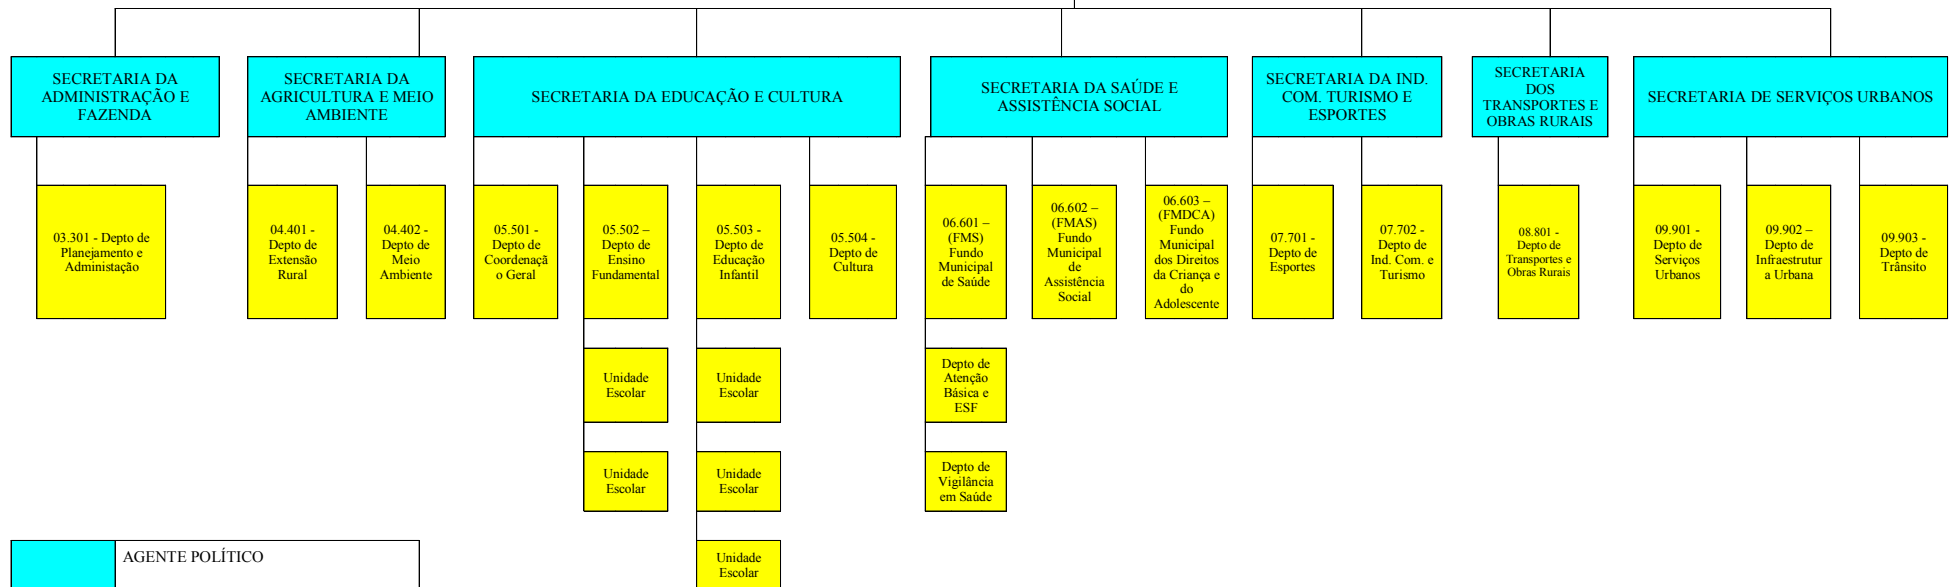 SECRETARIA DA
ADMINISTRAÇÃO E
FAZENDA
SECRETARIA DA
AGRICULTURA E MEIO
AMBIENTE
SECRETARIA DA EDUCAÇÃO E CULTURA
SECRETARIA DA SAÚDE E
ASSISTÊNCIA SOCIAL
SECRETARIA DA IND.
COM. TURISMO E
ESPORTES
SECRETARIA
DOS
TRANSPORTES E
OBRAS RURAIS
SECRETARIA DE SERVIÇOS URBANOS
03.301 - Depto de
Planejamento e
Administação
04.401 -
Depto de
Extensão
Rural
04.402 -
Depto de
Meio
Ambiente
05.501 -
Depto de
Coordenaçã
o Geral
05.502 –
Depto de
Ensino
Fundamental
05.503 -
Depto de
Educação
Infantil
05.504 -
Depto de
Cultura
06.601 –
(FMS)
Fundo
Municipal
de Saúde
06.602 –
(FMAS)
Fundo
Municipal
de
Assistência
Social
06.603 –
(FMDCA)
Fundo
Municipal
dos Direitos
da Criança e
do
Adolescente
07.701 -
Depto de
Esportes
07.702 -
Depto de
Ind. Com. e
Turismo
08.801 -
Depto de
Transportes e
Obras Rurais
09.901 -
Depto de
Serviços
Urbanos
09.902 –
Depto de
Infraestrutur
a Urbana
09.903 -
Depto de
Trânsito
Unidade
Escolar
Unidade
Escolar
Depto de
Atenção
Básica e
ESF
Unidade
Escolar
Unidade
Escolar
Depto de
Vigilância
em Saúde
AGENTE POLÍTICO
Unidade
Escolar